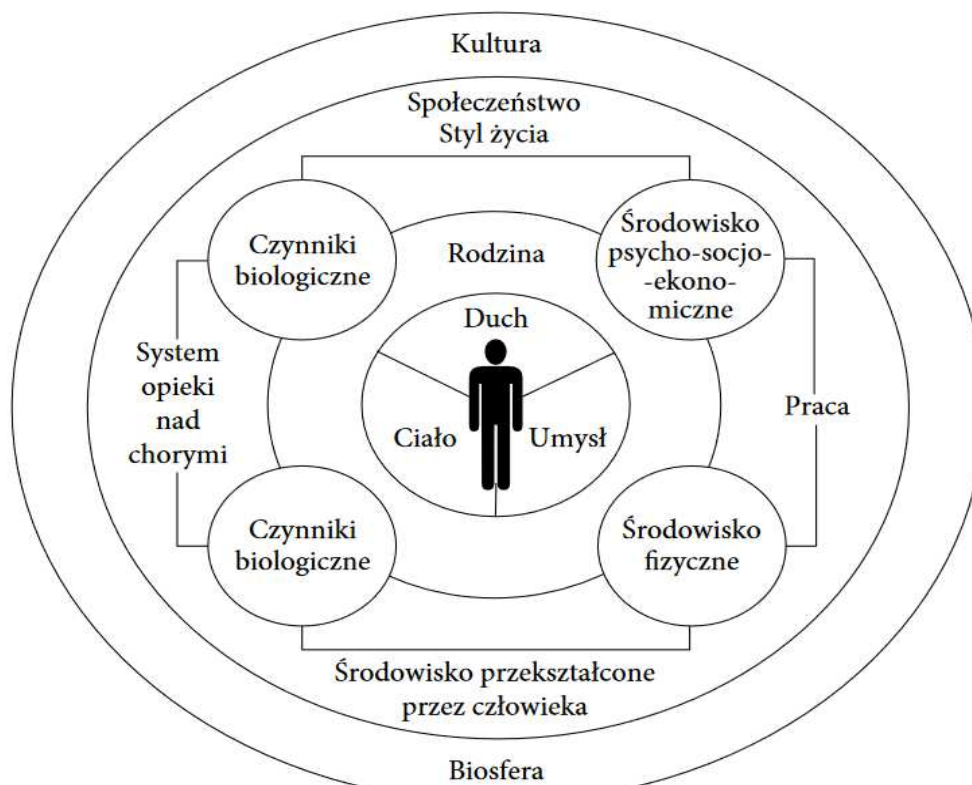 Kultura
Społeczeństwo
Styl życia
Czynniki
biologiczne
Rodzina
Środowisko
psycho-socjo-
-ekono-
miczne
Duch
Ciało
Umysł
System
opieki
nad
chorymi
Praca
Czynniki
biologiczne
Środowisko
fizyczne
Środowisko przekształcone
przez człowieka
Biosfera